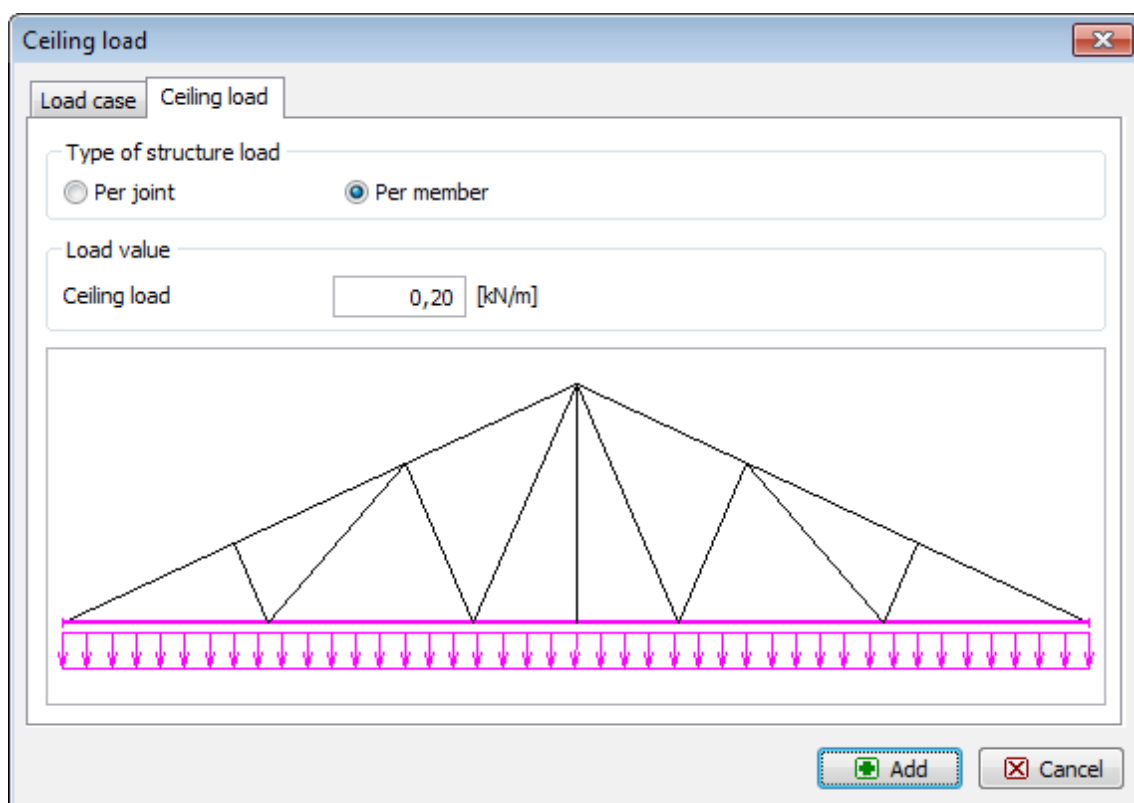 Ceiling load
Load case Ceiling load
Type of structure load
Per joint Per member
Load value
Ceiling load 0,20 [kN/m]
Add Cancel